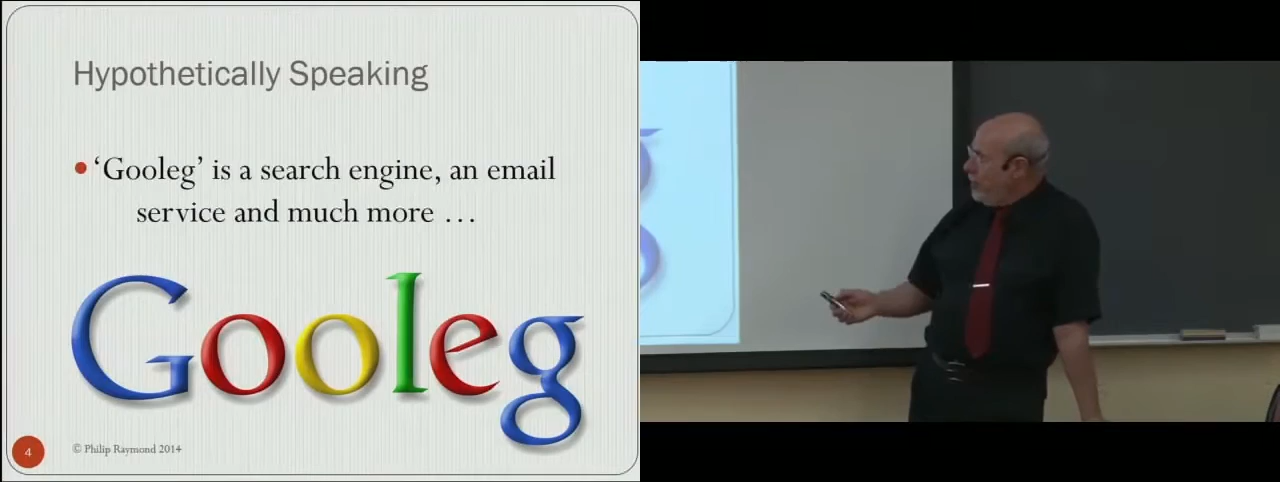 Hypothetically Speaking
• ‘Gooleg’ is a search engine, an email
service and much more …
Gooleg
4
© Philip Raymond 2014